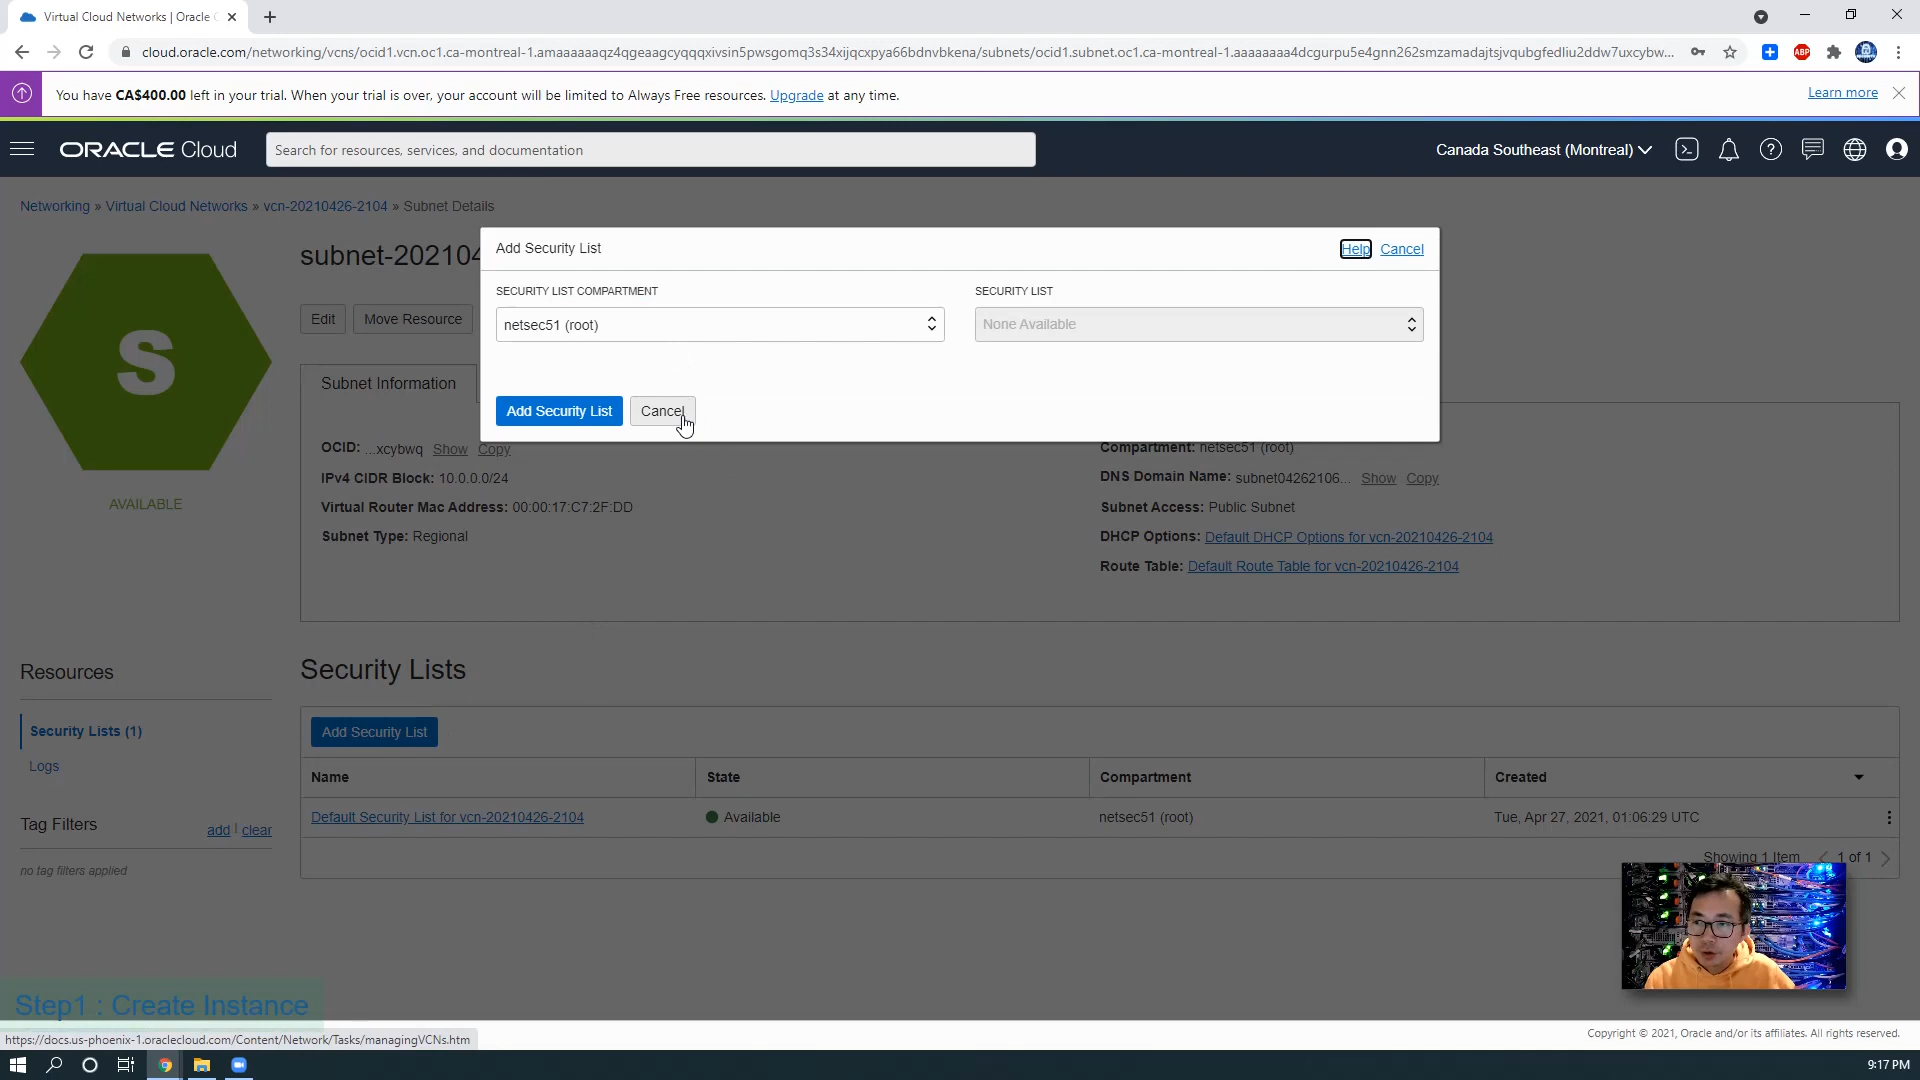 Virtual Cloud Networks | Oracle C
cloud.oracle.com/networking/vcns/ocid1.vcn.oc1.ca-montreal-1.amaaaaaaqz4qgeaagcyqqqxivsin5pwsgomq3s34xijqcxpya66bdnvbkena/subnets/ocid1.subnet.oc1.ca-montreal-1.aaaaaaaa4dcgurpu5e4gnn262smzamadajtsjvqubgfedliu2ddw7uxcybw...
ABP
You have CA$400.00 left in your trial. When your trial is over, your account will be limited to Always Free resources. Upgrade at any time.
Learn more
ORACLE Cloud
Search for resources, services, and documentation
Canada Southeast (Montreal)
Networking » Virtual Cloud Networks » vcn-20210426-2104 » Subnet Details
S
AVAILABLE
subnet-202104
Edit
Move Resource
Add Security List
Help
Cancel
SECURITY LIST COMPARTMENT
netsec51 (root)
SECURITY LIST
None Available
Add Security List
Cancel
Subnet Information
OCID: ...xcybwq Show Copy
IPv4 CIDR Block: 10.0.0.0/24
Virtual Router Mac Address: 00:00:17:C7:2F:DD
Subnet Type: Regional
Compartment: netsec51 (root)
DNS Domain Name: subnet04262106... Show Copy
Subnet Access: Public Subnet
DHCP Options: Default DHCP Options for vcn-20210426-2104
Route Table: Default Route Table for vcn-20210426-2104
Resources
Security Lists (1)
Logs
Tag Filters
add | clear
no tag filters applied
Security Lists
Add Security List
Name State Compartment Created
Default Security List for vcn-20210426-2104 Available netsec51 (root) Tue, Apr 27, 2021, 01:06:29 UTC
Showing 1 Item 1 of 1
Step1 : Create Instance
https://docs.us-phoenix-1.oraclecloud.com/Content/Network/Tasks/managingVCNs.htm
Copyright © 2021, Oracle and/or its affiliates. All rights reserved.
9:17 PM